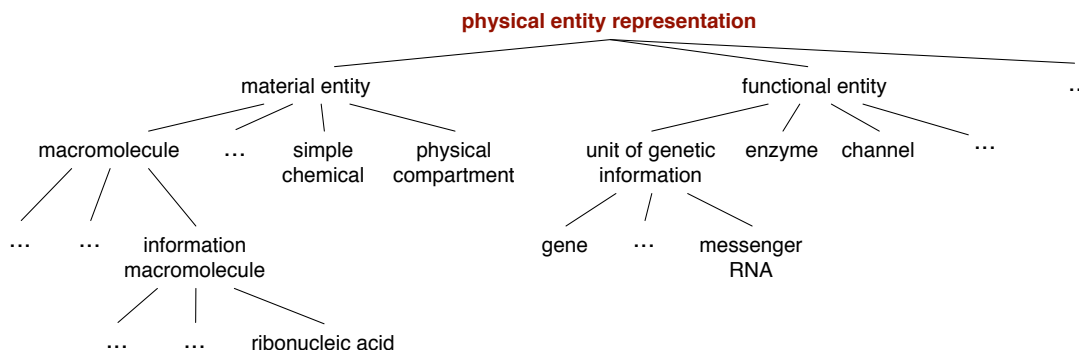 physical entity representation
material entity
functional entity
...
macromolecule
...
simple
chemical
physical
compartment
unit of genetic
information
enzyme
channel
...
...
...
information
macromolecule
gene
...
messenger
RNA
...
...
ribonucleic acid